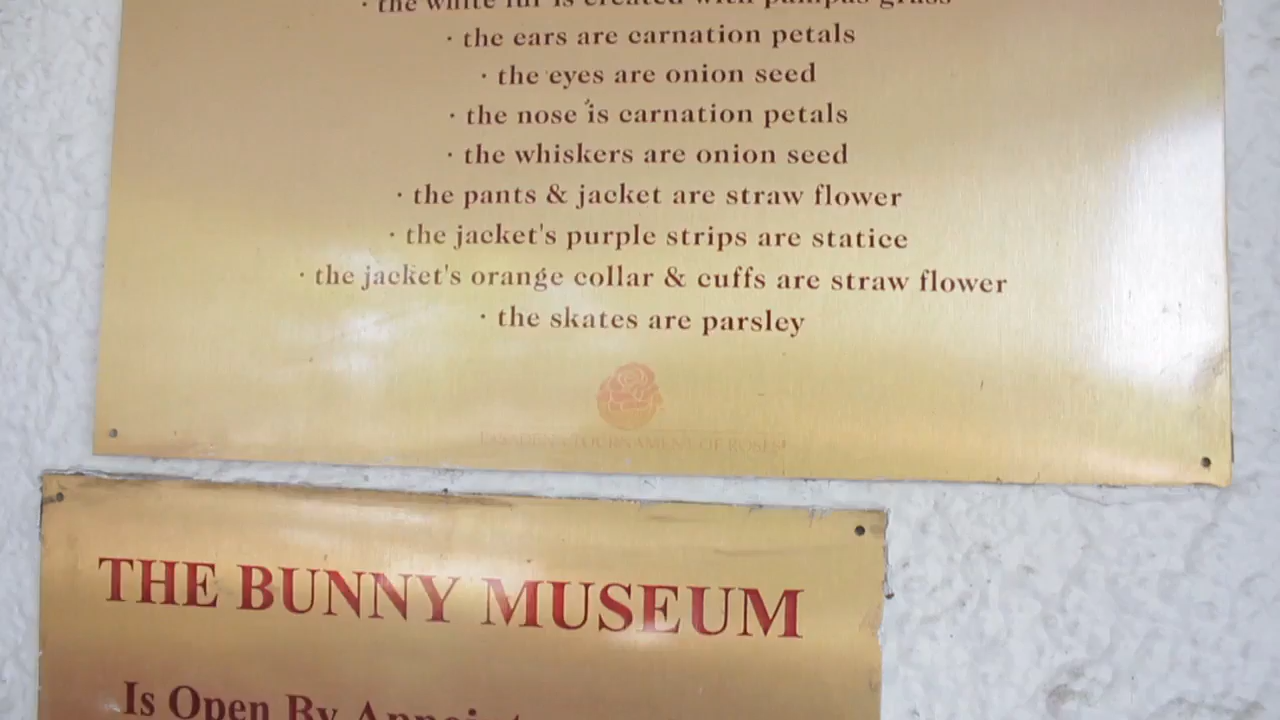 · the white fur is created with pampas grass
· the ears are carnation petals
· the eyes are onion seed
· the nose is carnation petals
· the whiskers are onion seed
· the pants & jacket are straw flower
· the jacket's purple strips are statice
· the jacket's orange collar & cuffs are straw flower
· the skates are parsley
TOURNAMENT OF ROSES
THE BUNNY MUSEUM
Is Open By